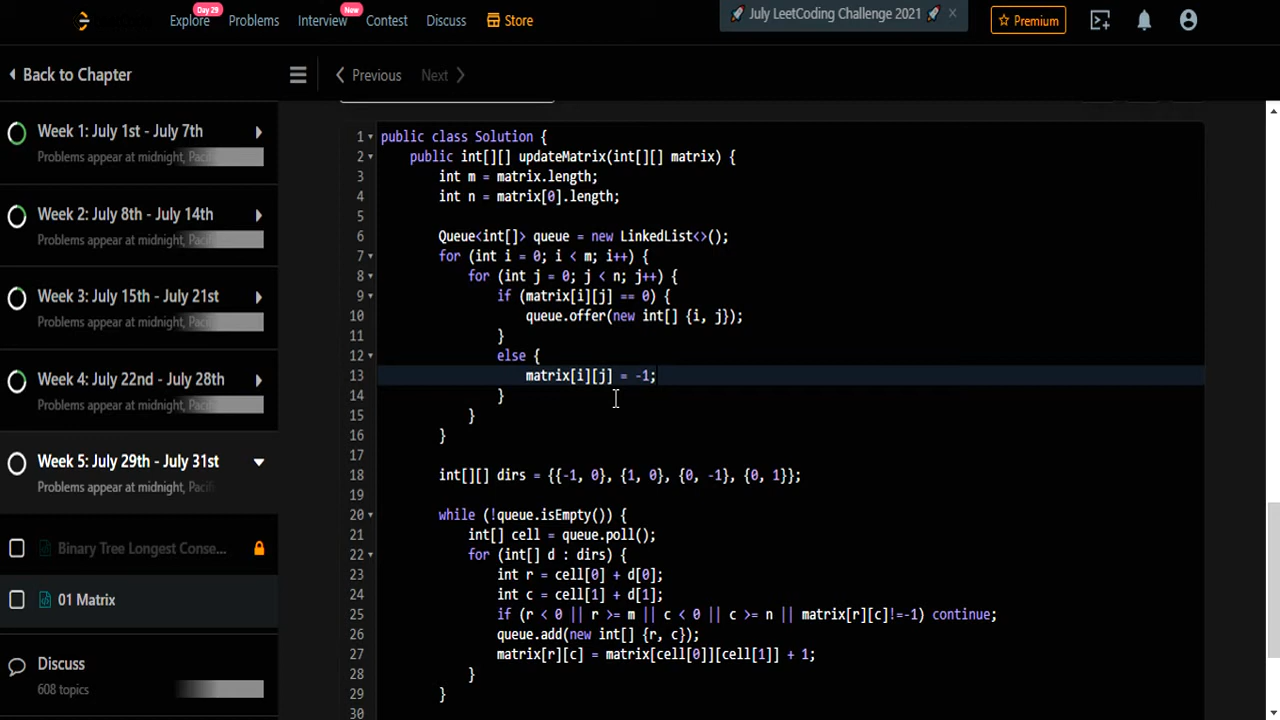 Day 29
New
Explore Problems Interview Contest Discuss Store
🚀 July LeetCoding Challenge 2021 🚀 ×
Premium
Back to Chapter
Previous Next
Week 1: July 1st - July 7th
Problems appear at midnight, Pacif
Week 2: July 8th - July 14th
Problems appear at midnight, Pacif
Week 3: July 15th - July 21st
Problems appear at midnight, Pacif
Week 4: July 22nd - July 28th
Problems appear at midnight, Pacif
Week 5: July 29th - July 31st
Problems appear at midnight, Pacif
Binary Tree Longest Conse...
01 Matrix
Discuss
608 topics
1 public class Solution {
2 public int[][] updateMatrix(int[][] matrix) {
3 int m = matrix.length;
4 int n = matrix[0].length;
5
6 Queue<int[]> queue = new LinkedList<>();
7 for (int i = 0; i < m; i++) {
8 for (int j = 0; j < n; j++) {
9 if (matrix[i][j] == 0) {
10 queue.offer(new int[] {i, j});
11 }
12 else {
13 matrix[i][j] = -1;
14 }
15 }
16 }
17
18 int[][] dirs = {{-1, 0}, {1, 0}, {0, -1}, {0, 1}};
19
20 while (!queue.isEmpty()) {
21 int[] cell = queue.poll();
22 for (int[] d : dirs) {
23 int r = cell[0] + d[0];
24 int c = cell[1] + d[1];
25 if (r < 0 || r >= m || c < 0 || c >= n || matrix[r][c]!=-1) continue;
26 queue.add(new int[] {r, c});
27 matrix[r][c] = matrix[cell[0]][cell[1]] + 1;
28 }
29 }
30